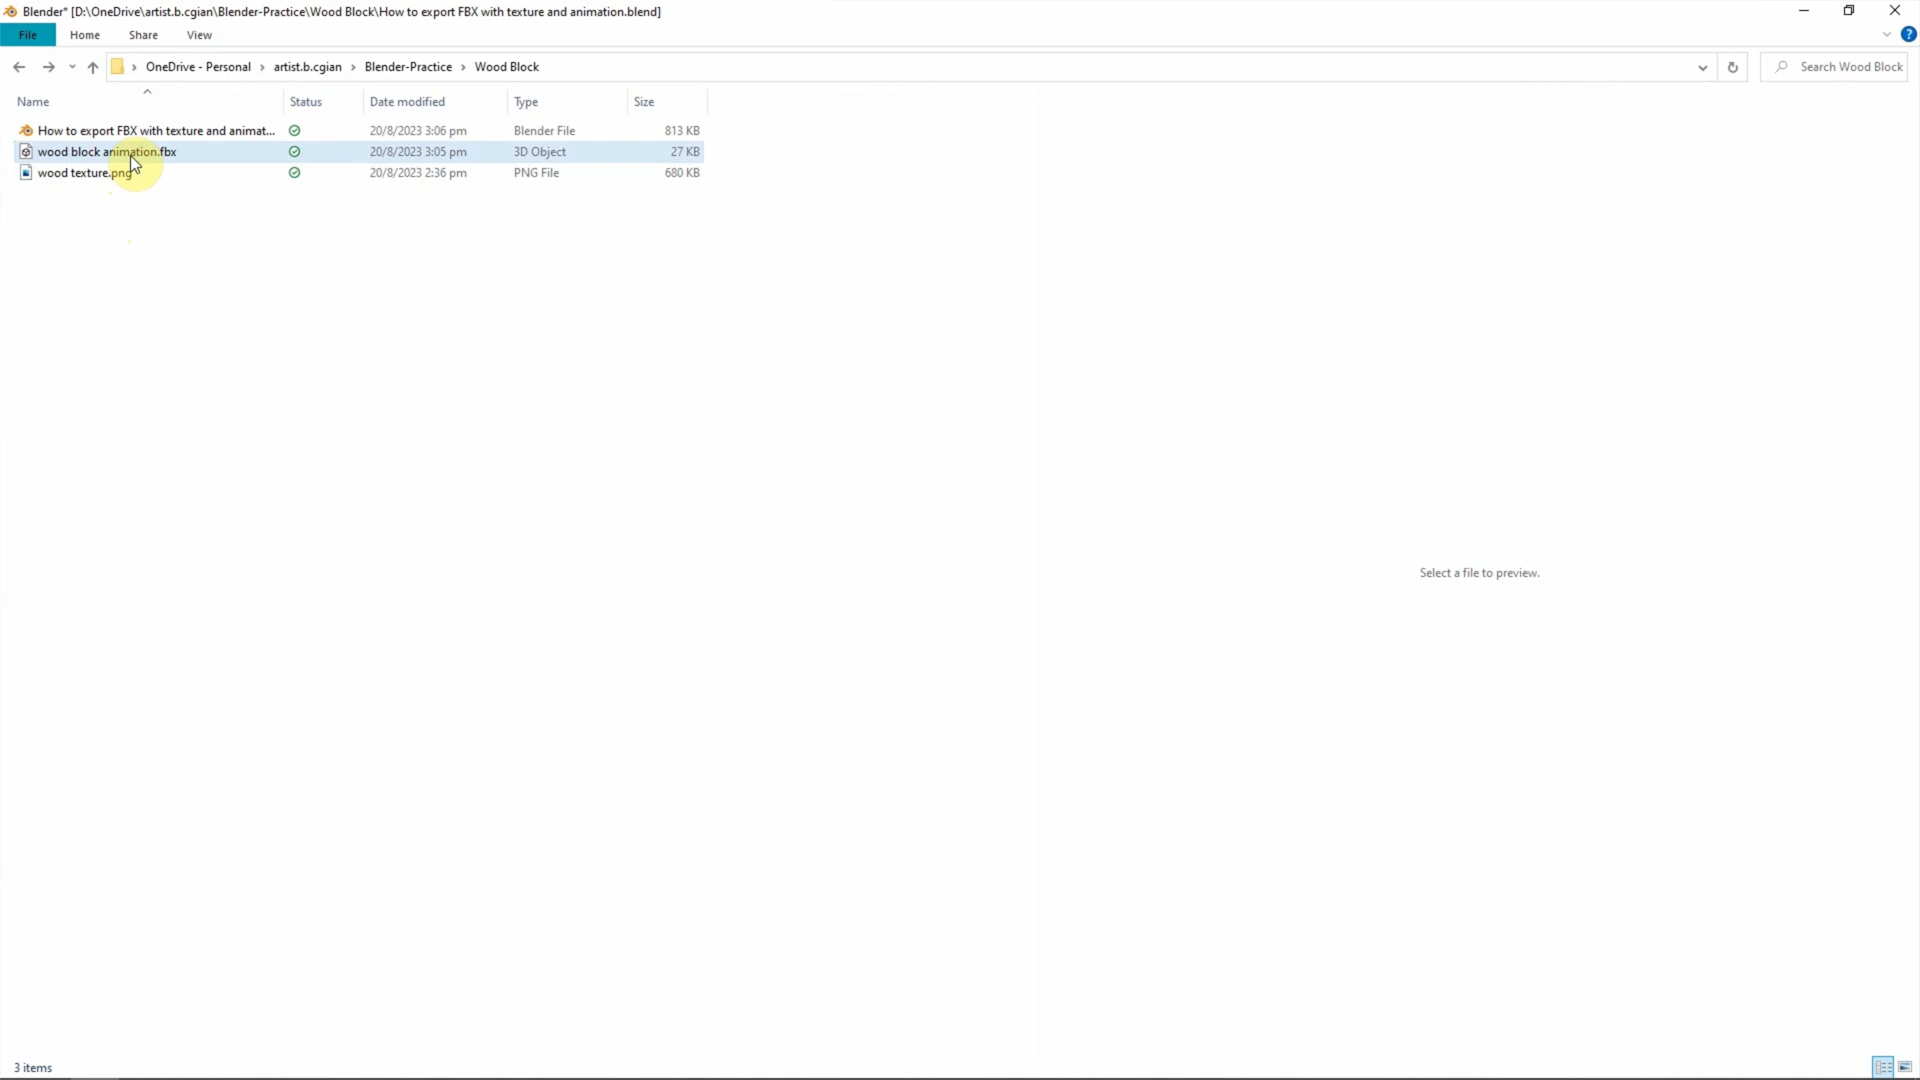 Blender* [D:\OneDrive\artist.b.cgian\Blender-Practice\Wood Block\How to export FBX with texture and animation.blend]
File Home Share View ?
OneDrive - Personal > artist.b.cgian > Blender-Practice > Wood Block Search Wood Block
Name Status Date modified Type Size
How to export FBX with texture and animat... 20/8/2023 3:06 pm Blender File 813 KB
wood block animation.fbx 20/8/2023 3:05 pm 3D Object 27 KB
wood texture.png 20/8/2023 2:36 pm PNG File 680 KB
Select a file to preview.
3 items